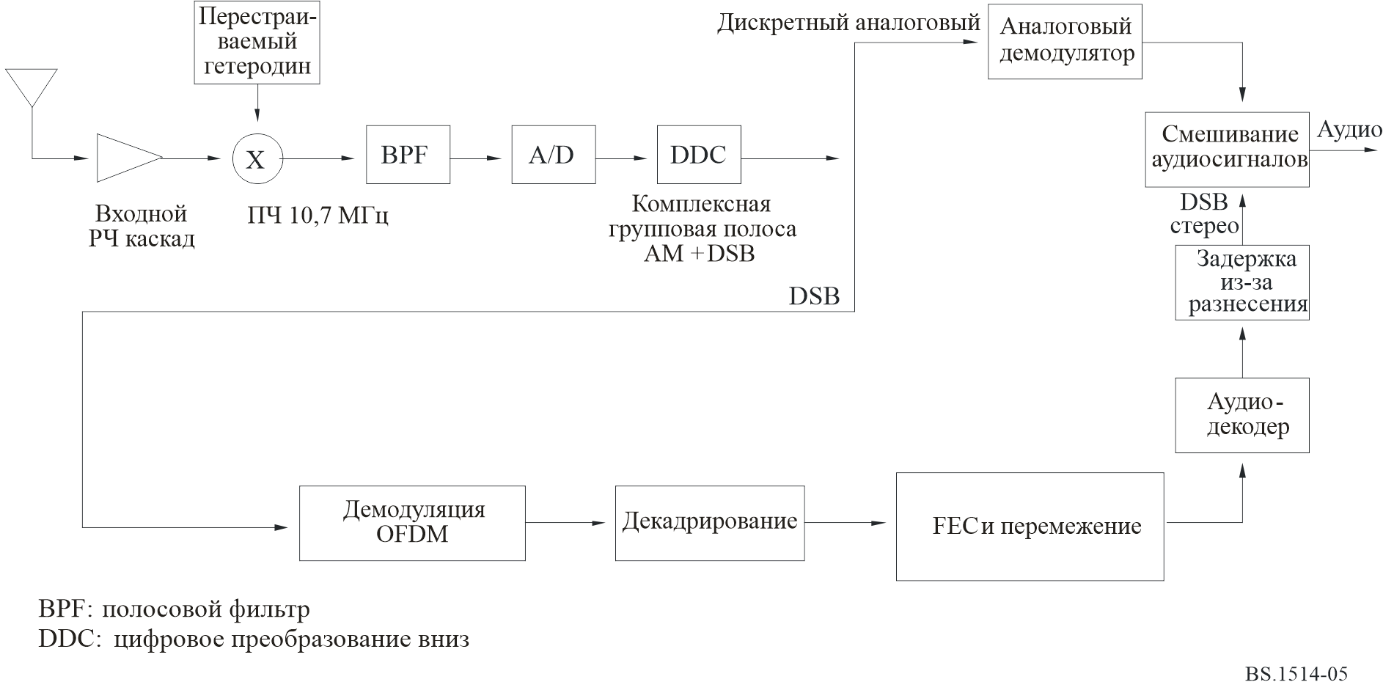 Перестраи-
ваемый
гетеродин
Дискретный аналоговый
Аналоговый
демодулятор
X
BPF
A/D
DDC
Смешивание
аудиосигналов
Аудио
Входной
РЧ каскад
ПЧ 10,7 МГц
Комплексная
групповая полоса
AM + DSB
DSB
стерео
Задержка
из-за
разнесения
DSB
Аудио-
декодер
Демодуляция
OFDM
Декадрирование
FEC и перемежение
BPF: полосовой фильтр
DDC: цифровое преобразование вниз
BS.1514-05